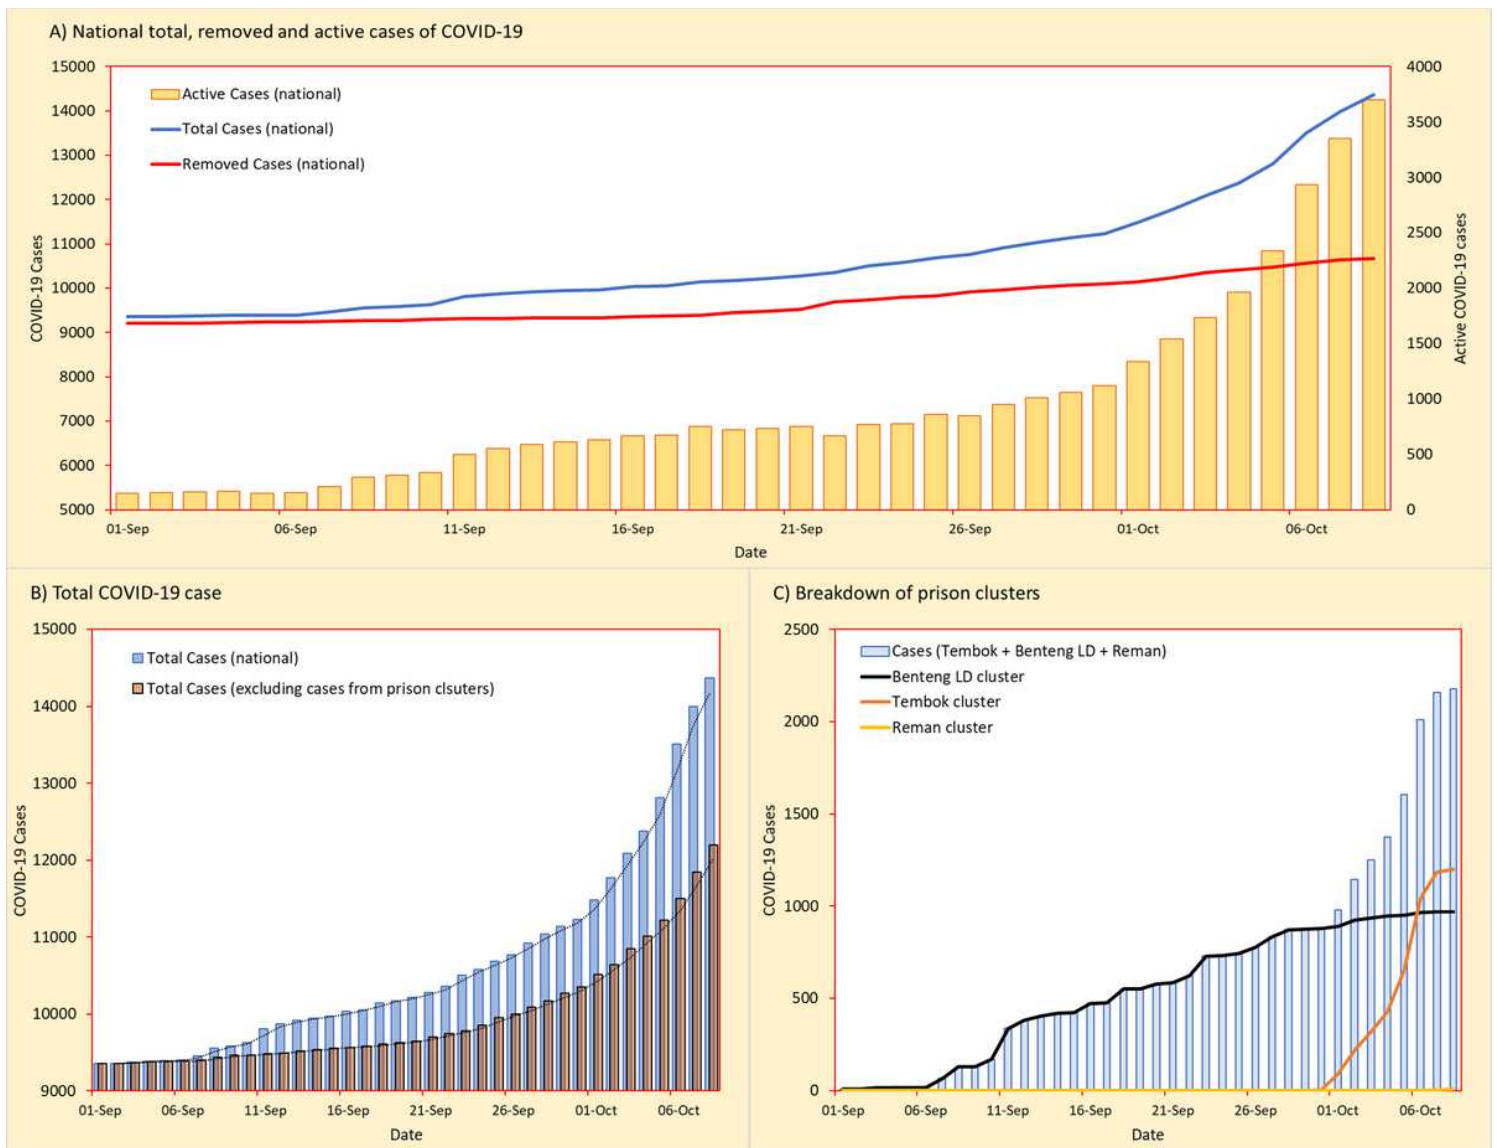 A) National total, removed and active cases of COVID-19
15000
14000
13000
12000
11000
10000
9000
8000
7000
6000
5000
COVID-19 Cases
Active Cases (national)
Total Cases (national)
Removed Cases (national)
4000
3500
3000
2500
2000
1500
1000
500
0
Active COVID-19 cases
01-Sep 06-Sep 11-Sep 16-Sep 21-Sep 26-Sep 01-Oct 06-Oct
Date
B) Total COVID-19 case
15000
14000
13000
12000
11000
10000
9000
COVID-19 Cases
Total Cases (national)
Total Cases (excluding cases from prison clsuters)
01-Sep 06-Sep 11-Sep 16-Sep 21-Sep 26-Sep 01-Oct 06-Oct
Date
C) Breakdown of prison clusters
2500
2000
1500
1000
500
0
COVID-19 Cases
Cases (Tembok + Benteng LD + Reman)
Benteng LD cluster
Tembok cluster
Reman cluster
01-Sep 06-Sep 11-Sep 16-Sep 21-Sep 26-Sep 01-Oct 06-Oct
Date